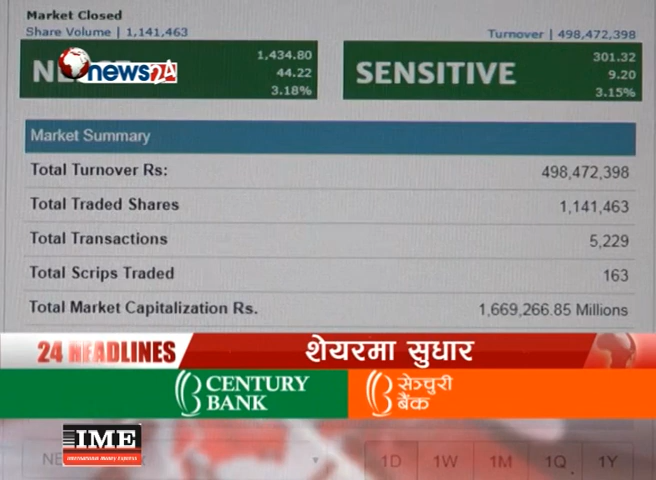 Market Closed
Share Volume | 1,141,463
Turnover | 498,472,398
news24
1,434.80
44.22
3.18%
SENSITIVE
301.32
9.20
3.15%
Market Summary
Total Turnover Rs: 498,472,398
Total Traded Shares 1,141,463
Total Transactions 5,229
Total Scrips Traded 163
Total Market Capitalization Rs. 1,669,266.85 Millions
24 HEADLINES
शेयरमा सुधार
CENTURY
BANK
सेञ्चुरी
बैंक
IME
International Money Express
1D 1W 1M 1Q 1Y